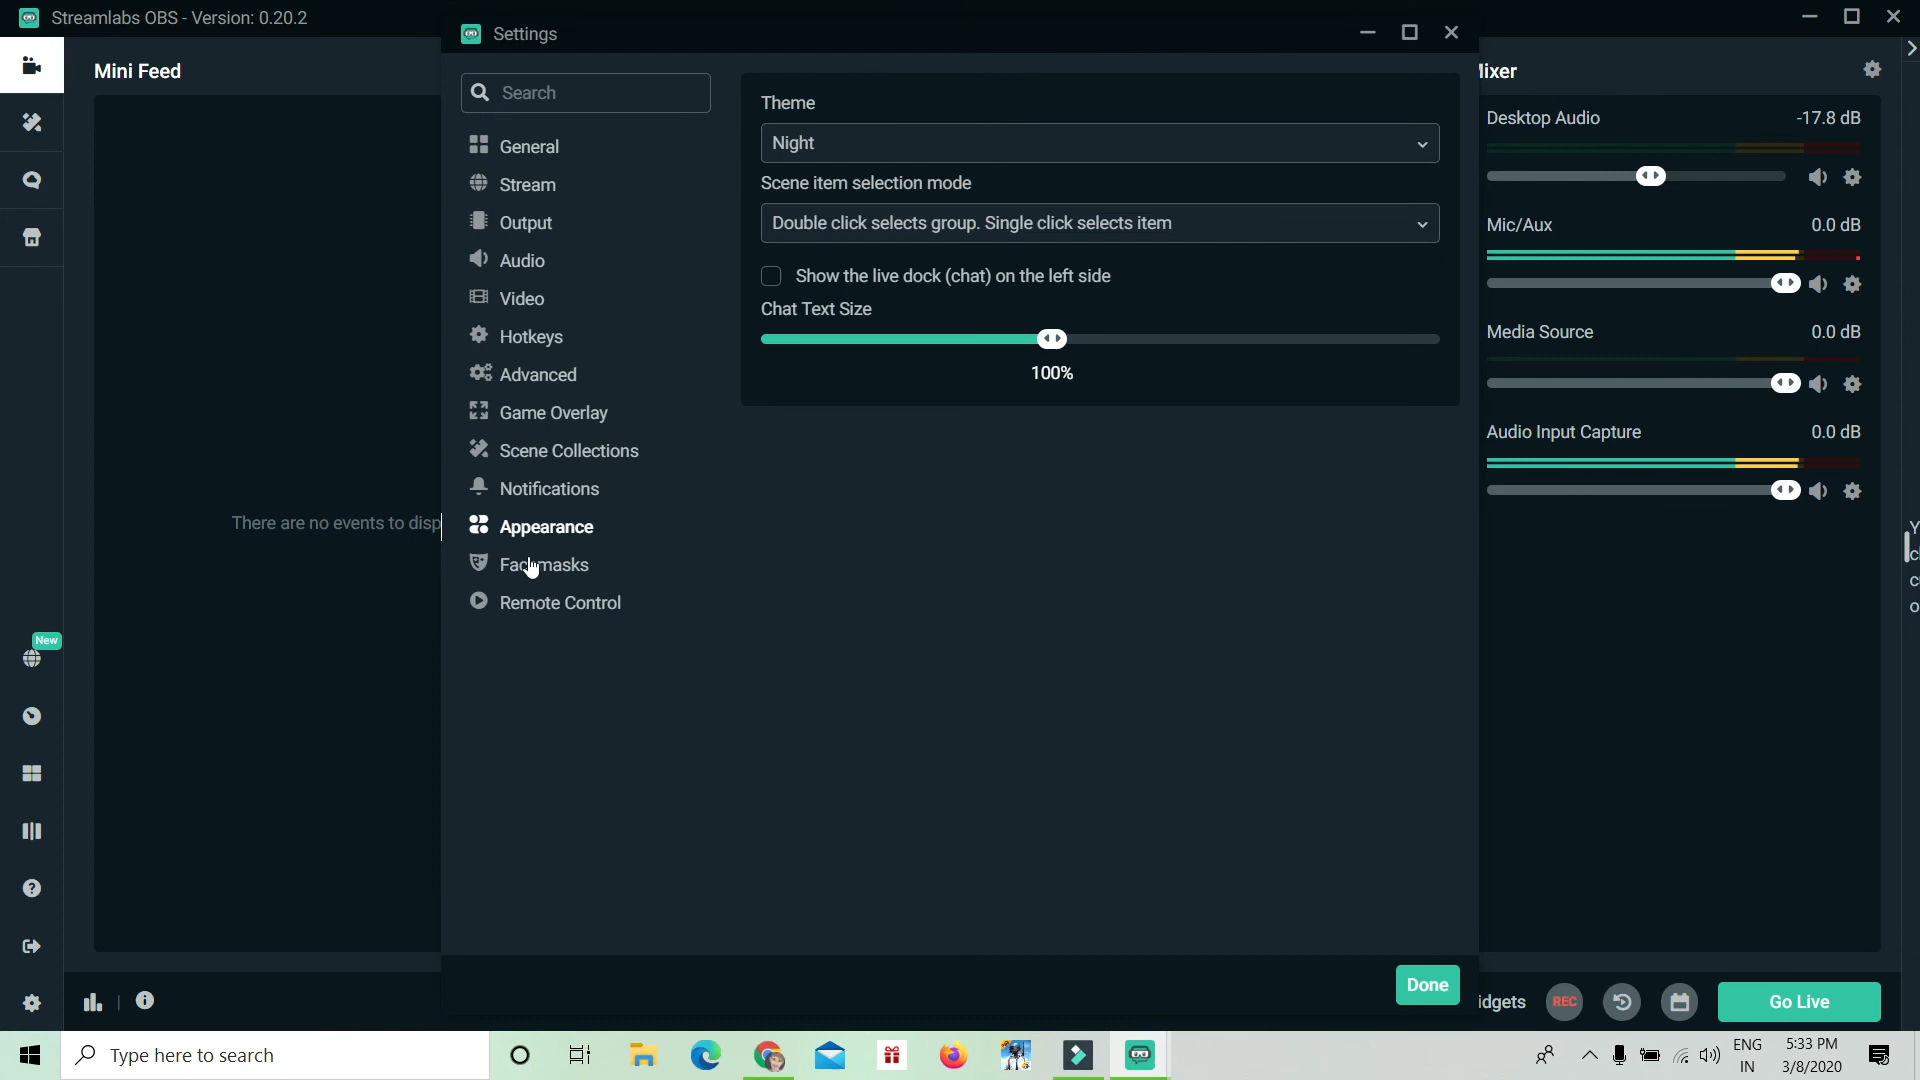 Streamlabs OBS - Version: 0.20.2
Mini Feed
There are no events to disp
New
Settings
Search
General
Stream
Output
Audio
Video
Hotkeys
Advanced
Game Overlay
Scene Collections
Notifications
Appearance
Facemasks
Remote Control
Theme
Night
Scene item selection mode
Double click selects group. Single click selects item
Show the live dock (chat) on the left side
Chat Text Size
100%
Done
Mixer
Desktop Audio -17.8 dB
Mic/Aux 0.0 dB
Media Source 0.0 dB
Audio Input Capture 0.0 dB
idgets
REC
Go Live
Type here to search
ENG
IN
5:33 PM
3/8/2020